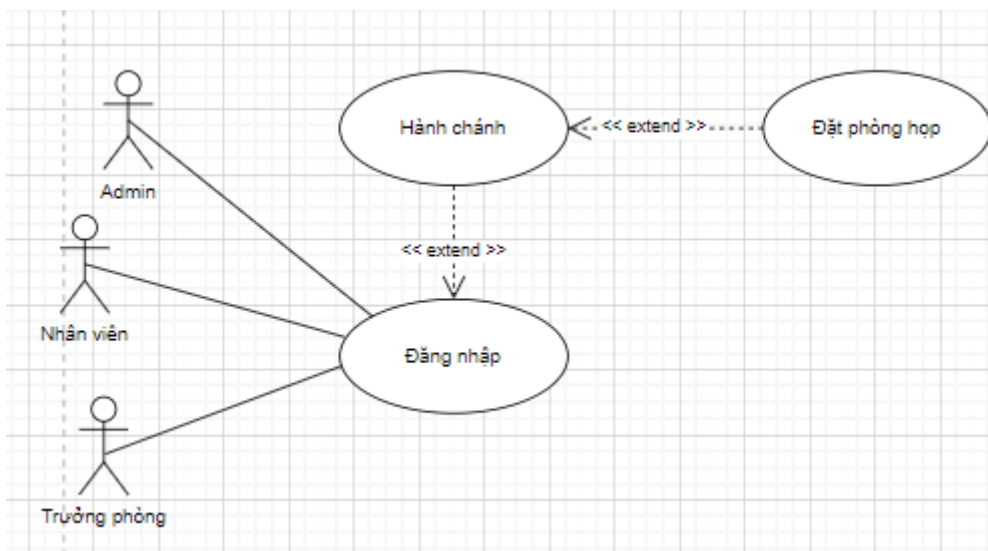 Admin
Hành chánh
<< extend >>
Đặt phòng họp
Nhân viên
<< extend >>
Đăng nhập
Trưởng phòng